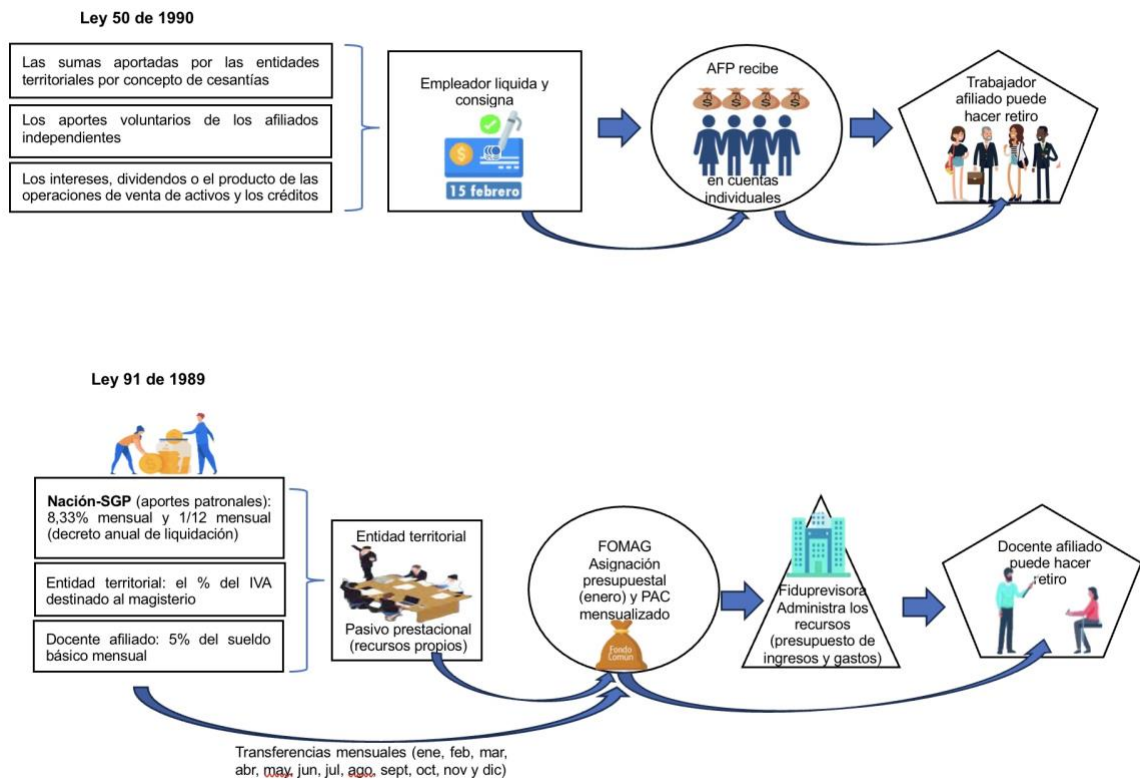 Ley 50 de 1990
Las sumas aportadas por las entidades
territoriales por concepto de cesantías
Los aportes voluntarios de los afiliados
independientes
Los intereses, dividendos o el producto de las
operaciones de venta de activos y los créditos
Empleador liquida y
consigna
$
15 febrero
AFP recibe
$ $ $ $
en cuentas
individuales
Trabajador
afiliado puede
hacer retiro
Ley 91 de 1989
Nación-SGP (aportes patronales):
8,33% mensual y 1/12 mensual
(decreto anual de liquidación)
Entidad territorial: el % del IVA
destinado al magisterio
Docente afiliado: 5% del sueldo
básico mensual
Entidad territorial
Pasivo prestacional
(recursos propios)
FOMAG
Asignación
presupuestal
(enero) y PAC
mensualizado
Fondo
Común
Fiduprevisora
Administra los
recursos
(presupuesto de
ingresos y gastos)
Docente afiliado
puede hacer
retiro
Transferencias mensuales (ene, feb, mar,
abr, may, jun, jul, ago, sept, oct, nov y dic)